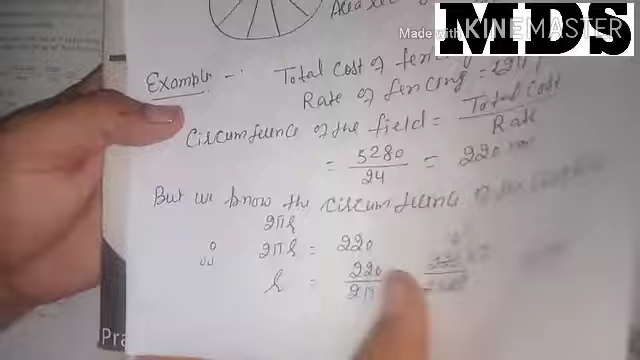 Made with KINEMASTER
MDS
Example :- Total Cost of fencing
Rate of fencing =
Circumference of the field = Total Cost / Rate
= 5280 / 24 = 220 m
But we know the circumference
2πr
∴ 2πr = 220
r = 220 / 2π
Pra